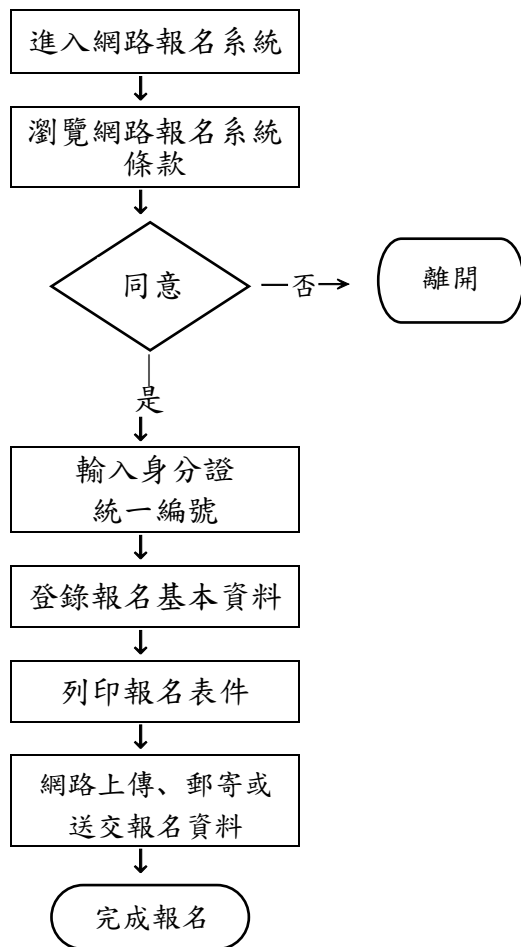 進入網路報名系統
瀏覽網路報名系統
條款
同意
否
離開
是
輸入身分證
統一編號
登錄報名基本資料
列印報名表件
網路上傳、郵寄或
送交報名資料
完成報名